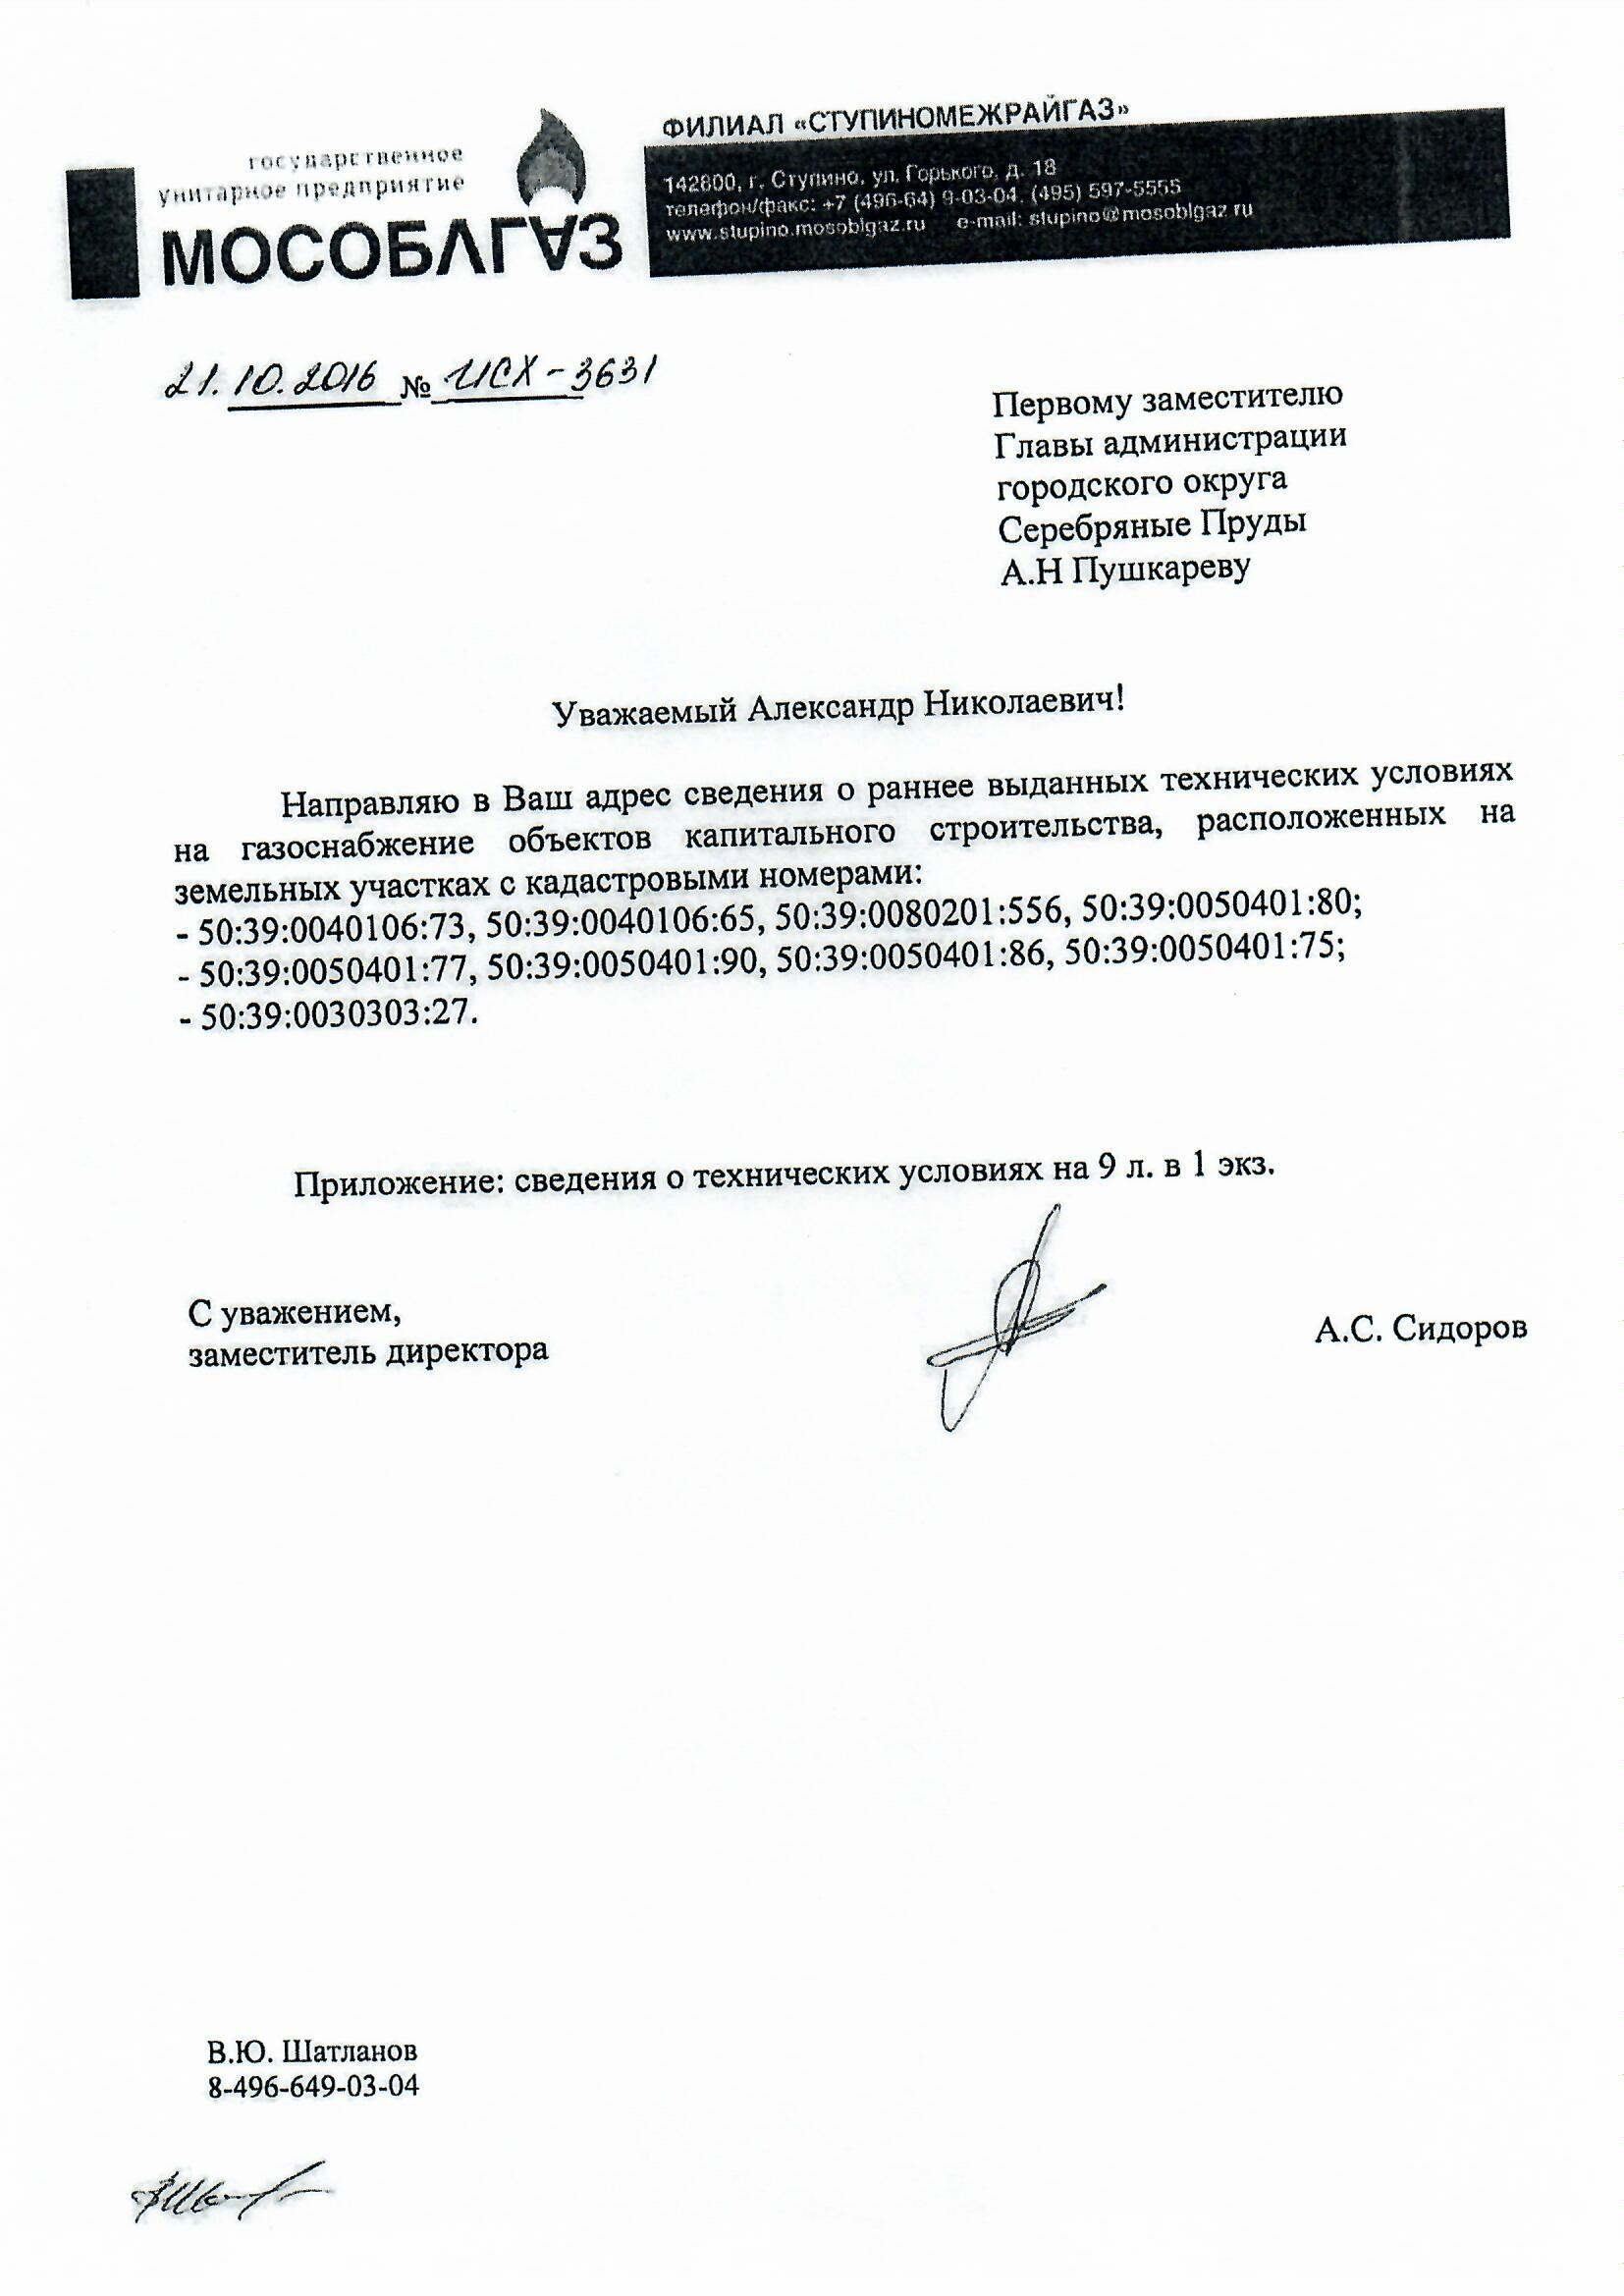 государственное
унитарное предприятие
МОСОБЛГАЗ
ФИЛИАЛ «СТУПИНОМЕЖРАЙГАЗ»
142800, г. Ступино, ул. Горького, д. 18
телефон/факс: +7 (496-64) 9-03-04, (495) 597-5555
www.stupino.mosoblgaz.ru e-mail: stupino@mosoblgaz.ru
21.10.2016 № ИСХ-3631
Первому заместителю
Главы администрации
городского округа
Серебряные Пруды
А.Н Пушкареву
Уважаемый Александр Николаевич!
Направляю в Ваш адрес сведения о раннее выданных технических условиях
на газоснабжение объектов капитального строительства, расположенных на
земельных участках с кадастровыми номерами:
- 50:39:0040106:73, 50:39:0040106:65, 50:39:0080201:556, 50:39:0050401:80;
- 50:39:0050401:77, 50:39:0050401:90, 50:39:0050401:86, 50:39:0050401:75;
- 50:39:0030303:27.
Приложение: сведения о технических условиях на 9 л. в 1 экз.
С уважением,
заместитель директора
А.С. Сидоров
В.Ю. Шатланов
8-496-649-03-04